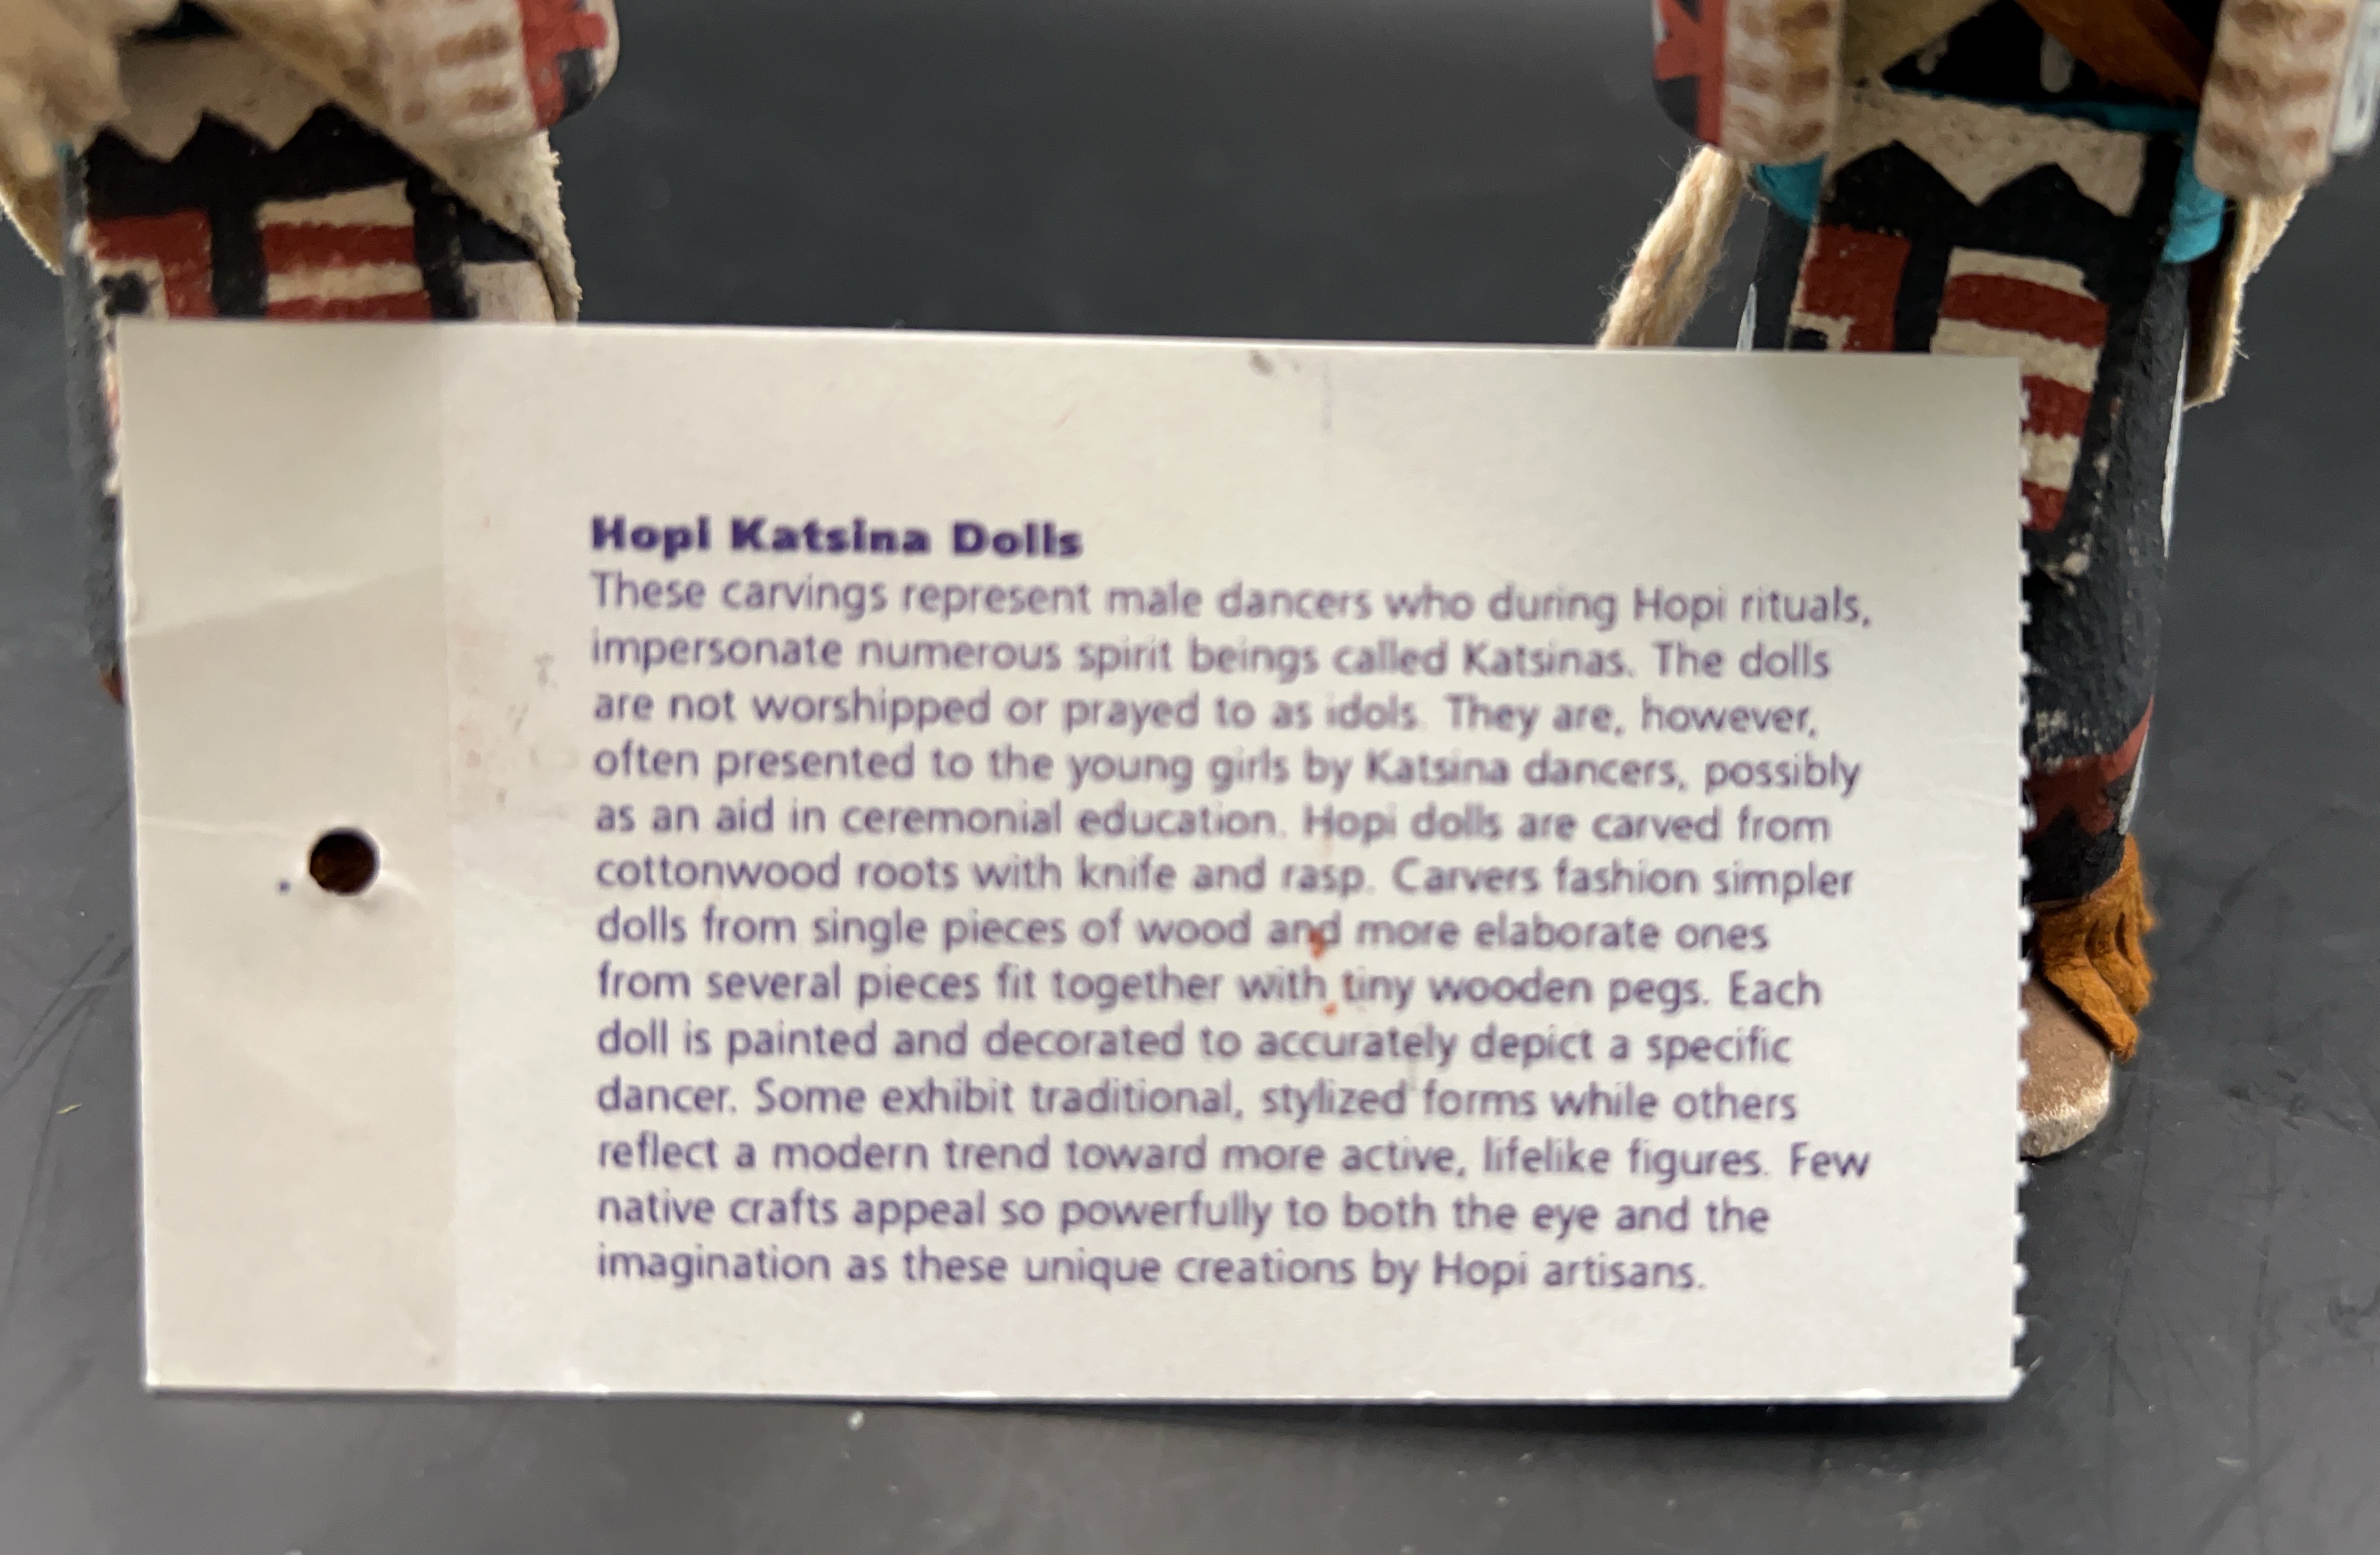 Hopi Katsina Dolls
These carvings represent male dancers who during Hopi rituals,
impersonate numerous spirit beings called Katsinas. The dolls
are not worshipped or prayed to as idols. They are, however,
often presented to the young girls by Katsina dancers, possibly
as an aid in ceremonial education. Hopi dolls are carved from
cottonwood roots with knife and rasp. Carvers fashion simpler
dolls from single pieces of wood and more elaborate ones
from several pieces fit together with tiny wooden pegs. Each
doll is painted and decorated to accurately depict a specific
dancer. Some exhibit traditional, stylized forms while others
reflect a modern trend toward more active, lifelike figures. Few
native crafts appeal so powerfully to both the eye and the
imagination as these unique creations by Hopi artisans.